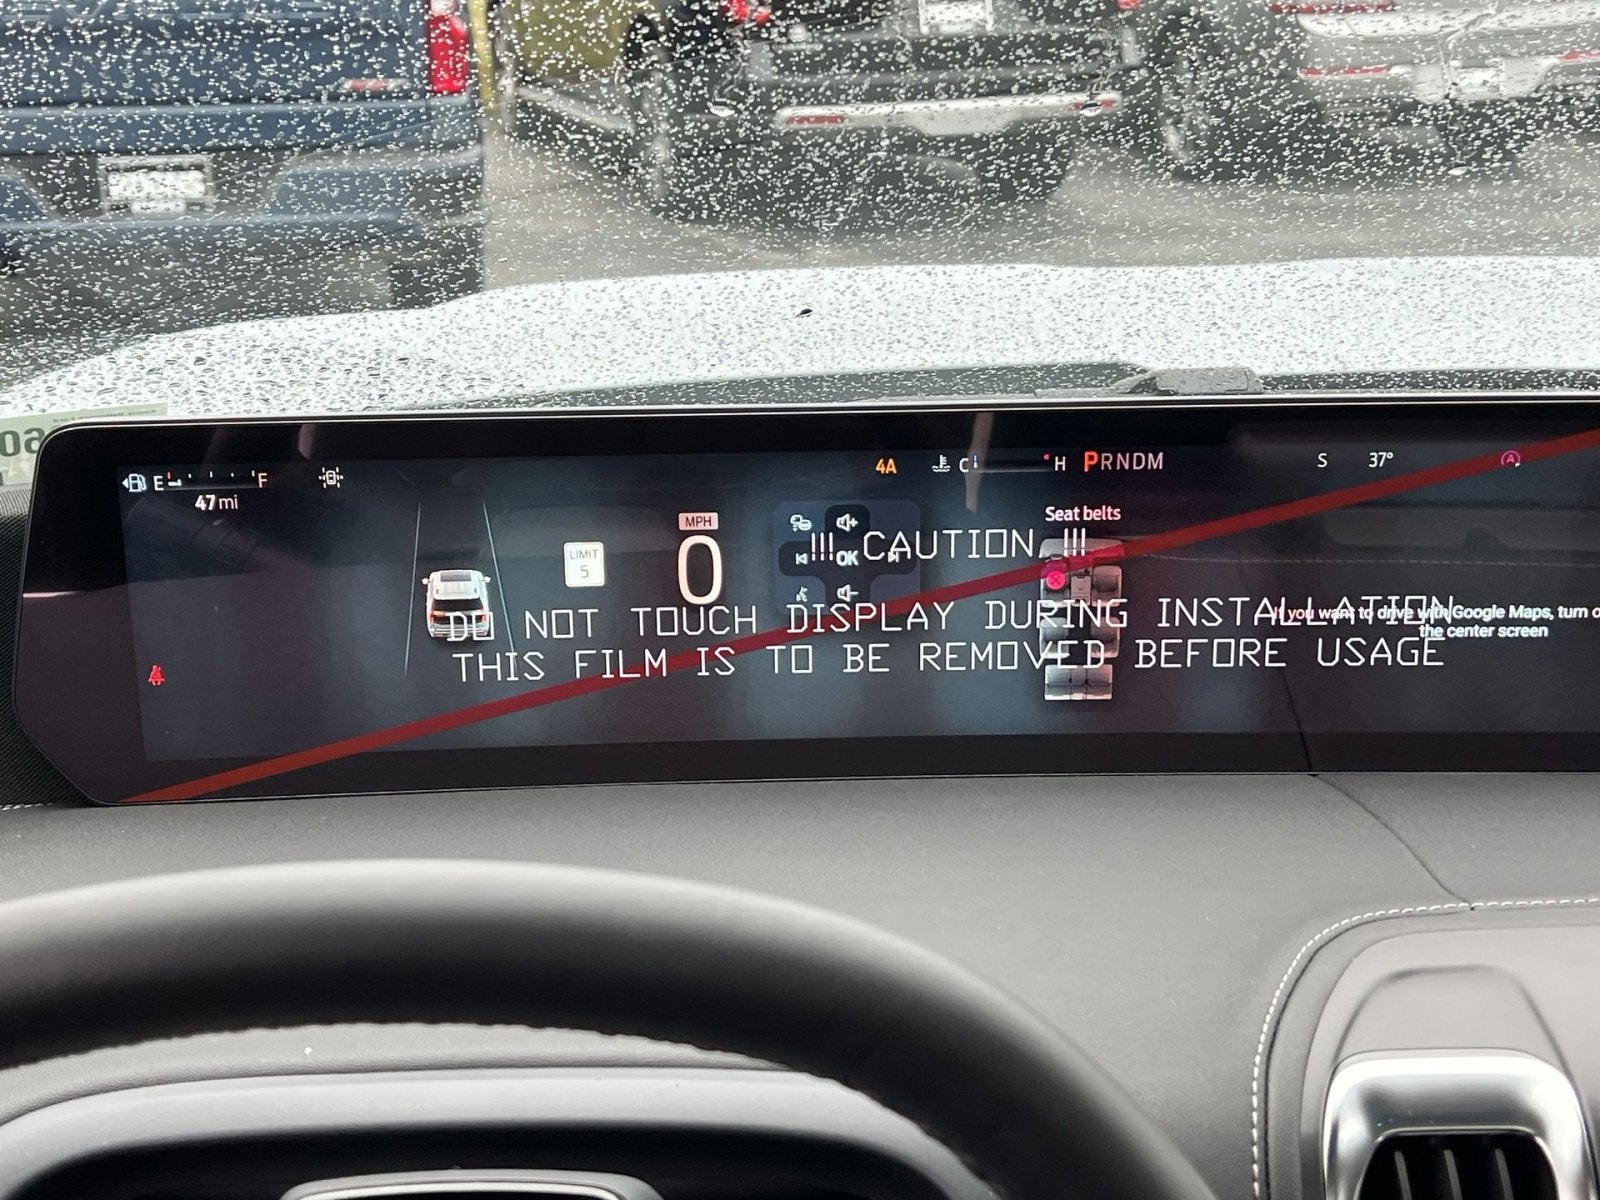 E F
47 mi
4A
C H
PRNDM
S 37°
A
MPH
0
LIMIT
5
OK
Seat belts
!!! CAUTION !!!
DO NOT TOUCH DISPLAY DURING INSTALLATION
THIS FILM IS TO BE REMOVED BEFORE USAGE
If you want to drive with Google Maps, turn
the center screen